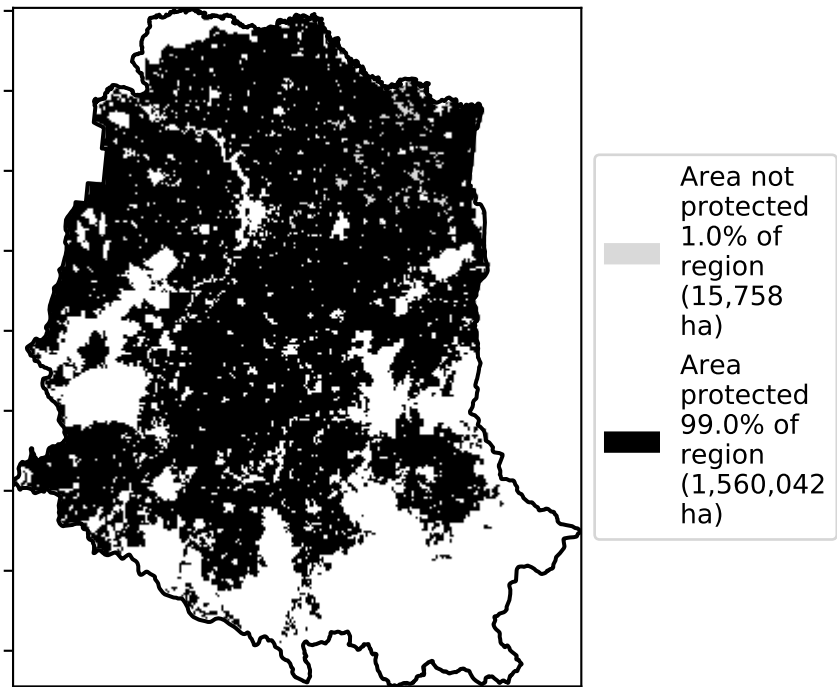 Area not
protected
1.0% of
region
(15,758
ha)
Area
protected
99.0% of
region
(1,560,042
ha)